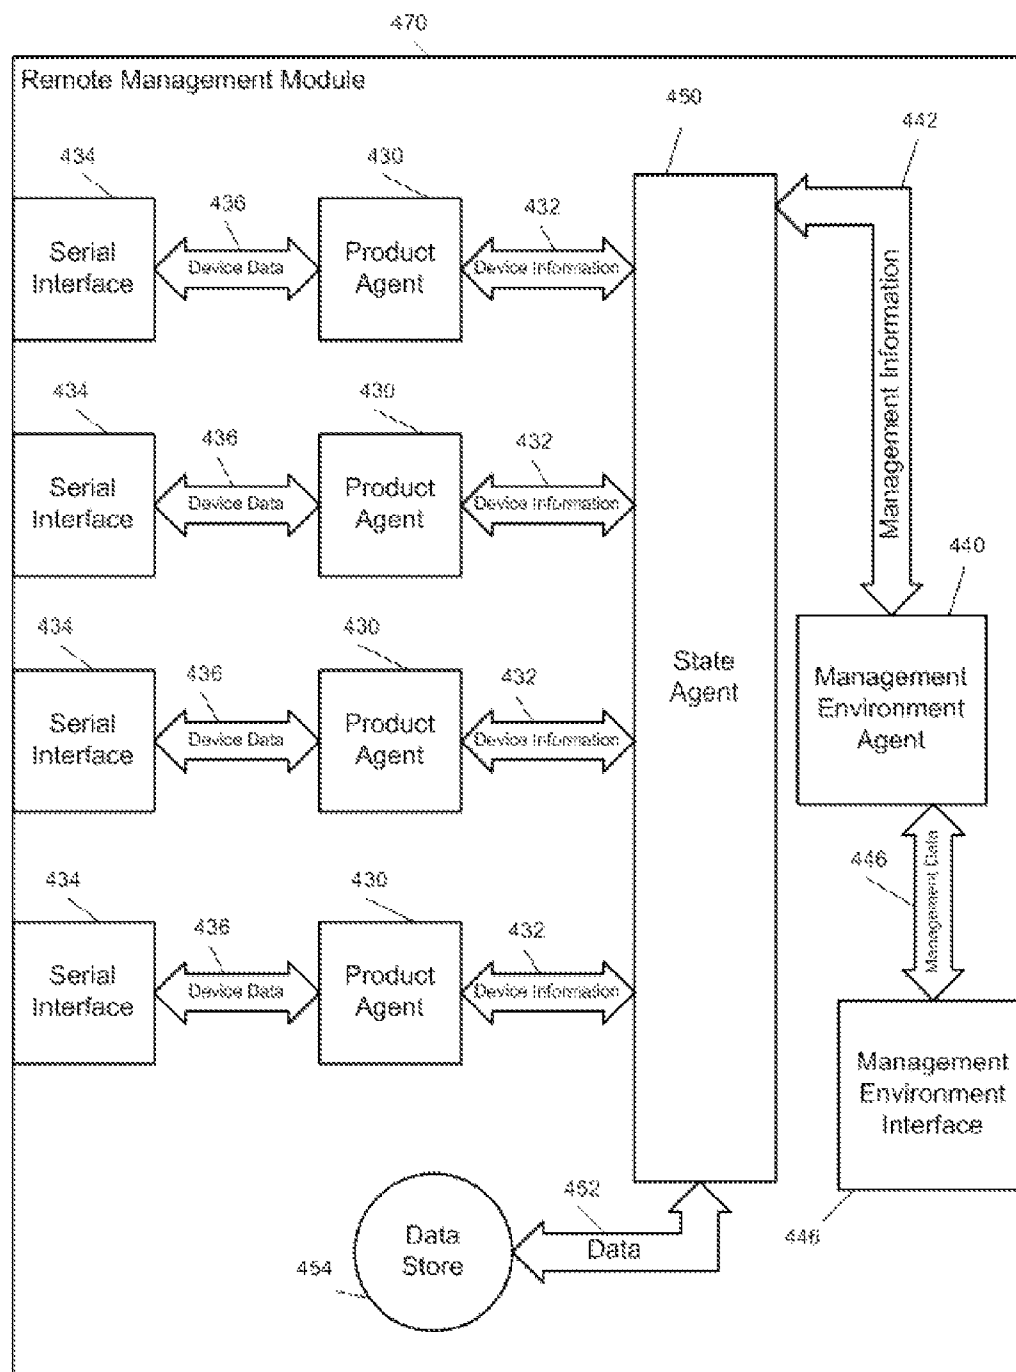 470
Remote Management Module
450
442
434
430
436
432
Serial
Interface
Device Data
Product
Agent
Device Information
Management Information
434
430
436
432
Serial
Interface
Device Data
Product
Agent
Device Information
440
434
430
436
432
Serial
Interface
Device Data
Product
Agent
Device Information
State
Agent
Management
Environment
Agent
446
Management Data
434
430
436
432
Serial
Interface
Device Data
Product
Agent
Device Information
Management
Environment
Interface
452
Data
Data
Store
454
446